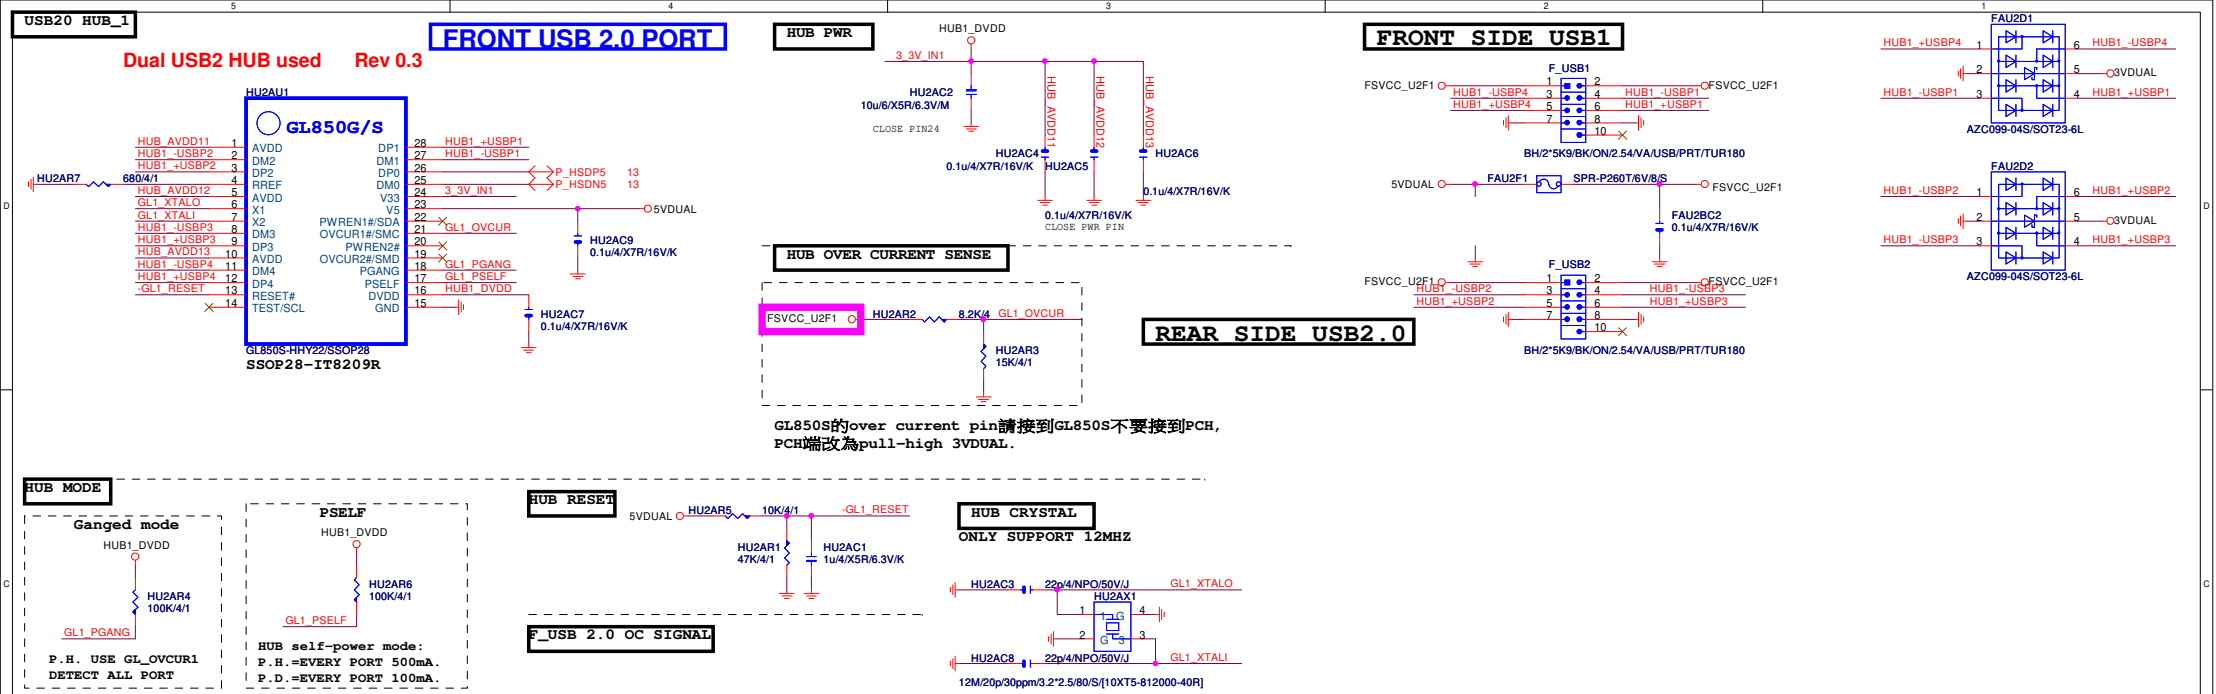 5 4 3 2 1
USB20 HUB_1
FRONT USB 2.0 PORT
Dual USB2 HUB used Rev 0.3
HU2AU1
GL850G/S
HUB_AVDD11 1 AVDD DP1 28 HUB1_+USBP1
HUB1_-USBP2 2 DM2 DM1 27 HUB1_-USBP1
HUB1_+USBP2 3 DP2 DP0 26 P_HSDP5 13
HU2AR7 680/4/1 4 RREF DM0 25 P_HSDN5 13
HUB_AVDD12 5 AVDD V33 24 3_3V_IN1
GL1_XTALO 6 X1 V5 23 5VDUAL
GL1_XTALI 7 X2 PWREN1#/SDA 22
HUB1_-USBP3 8 DM3 OVCUR1#/SMC 21 GL1_OVCUR
HUB1_+USBP3 9 DP3 PWREN2# 20
HUB_AVDD13 10 AVDD OVCUR2#/SMD 19
HUB1_-USBP4 11 DM4 PGANG 18 GL1_PGANG
HUB1_+USBP4 12 DP4 PSELF 17 GL1_PSELF
-GL1_RESET 13 RESET# DVDD 16 HUB1_DVDD
14 TEST/SCL GND 15
HU2AC9
0.1u/4/X7R/16V/K
HU2AC7
0.1u/4/X7R/16V/K
GL850S-HHY22/SSOP28
SSOP28-IT8209R
HUB PWR
HUB1_DVDD
3_3V_IN1
HU2AC2
10u/6/X5R/6.3V/M
CLOSE PIN24
HUB_AVDD11
HUB_AVDD12
HUB_AVDD13
HU2AC4
0.1u/4/X7R/16V/K
HU2AC5
0.1u/4/X7R/16V/K
HU2AC6
0.1u/4/X7R/16V/K
CLOSE PWR PIN
HUB OVER CURRENT SENSE
FSVCC_U2F1
HU2AR2 8.2K/4 GL1_OVCUR
HU2AR3
15K/4/1
GL850S的over current pin請接到GL850S不要接到PCH,
PCH端改為pull-high 3VDUAL.
FRONT SIDE USB1
F_USB1
FSVCC_U2F1 1 2 FSVCC_U2F1
HUB1_-USBP4 3 4 HUB1_-USBP1
HUB1_+USBP4 5 6 HUB1_+USBP1
7 8
10
BH/2*5K9/BK/ON/2.54/VA/USB/PRT/TUR180
5VDUAL FAU2F1 SPR-P260T/6V/8/S FSVCC_U2F1
FAU2BC2
0.1u/4/X7R/16V/K
F_USB2
FSVCC_U2F1 1 2 FSVCC_U2F1
HUB1_-USBP2 3 4 HUB1_-USBP3
HUB1_+USBP2 5 6 HUB1_+USBP3
7 8
10
BH/2*5K9/BK/ON/2.54/VA/USB/PRT/TUR180
REAR SIDE USB2.0
FAU2D1
HUB1_+USBP4 1 6 HUB1_-USBP4
2 5 3VDUAL
HUB1_-USBP1 3 4 HUB1_+USBP1
AZC099-04S/SOT23-6L
FAU2D2
HUB1_-USBP2 1 6 HUB1_+USBP2
2 5 3VDUAL
HUB1_-USBP3 3 4 HUB1_+USBP3
AZC099-04S/SOT23-6L
D D
HUB MODE
Ganged mode
HUB1_DVDD
HU2AR4
100K/4/1
GL1_PGANG
P.H. USE GL_OVCUR1
DETECT ALL PORT
PSELF
HUB1_DVDD
HU2AR6
100K/4/1
GL1_PSELF
HUB self-power mode:
P.H.=EVERY PORT 500mA.
P.D.=EVERY PORT 100mA.
HUB RESET
5VDUAL HU2AR5 10K/4/1 -GL1_RESET
HU2AR1
47K/4/1
HU2AC1
1u/4/X5R/6.3V/K
F_USB 2.0 OC SIGNAL
HUB CRYSTAL
ONLY SUPPORT 12MHZ
HU2AC3 22p/4/NPO/50V/J GL1_XTALO
HU2AX1
1 1 G 4
2 G 3 3
HU2AC8 22p/4/NPO/50V/J GL1_XTALI
12M/20p/30ppm/3.2*2.5/80/S/[10XT5-812000-40R]
C C